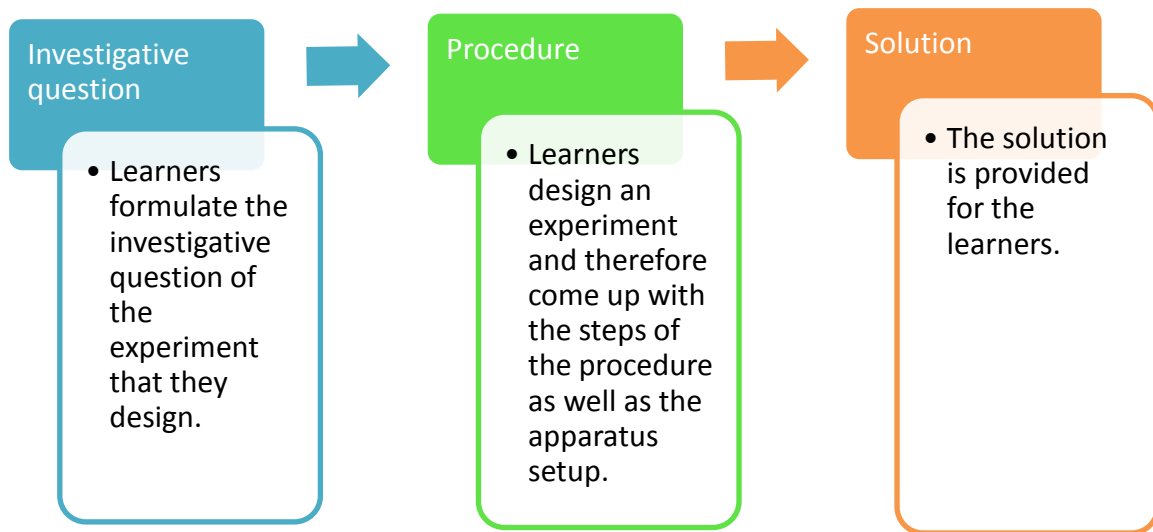 Investigative
question
• Learners
formulate the
investigative
question of
the
experiment
that they
design.
Procedure
• Learners
design an
experiment
and therefore
come up with
the steps of
the procedure
as well as the
apparatus
setup.
Solution
• The solution
is provided
for the
learners.